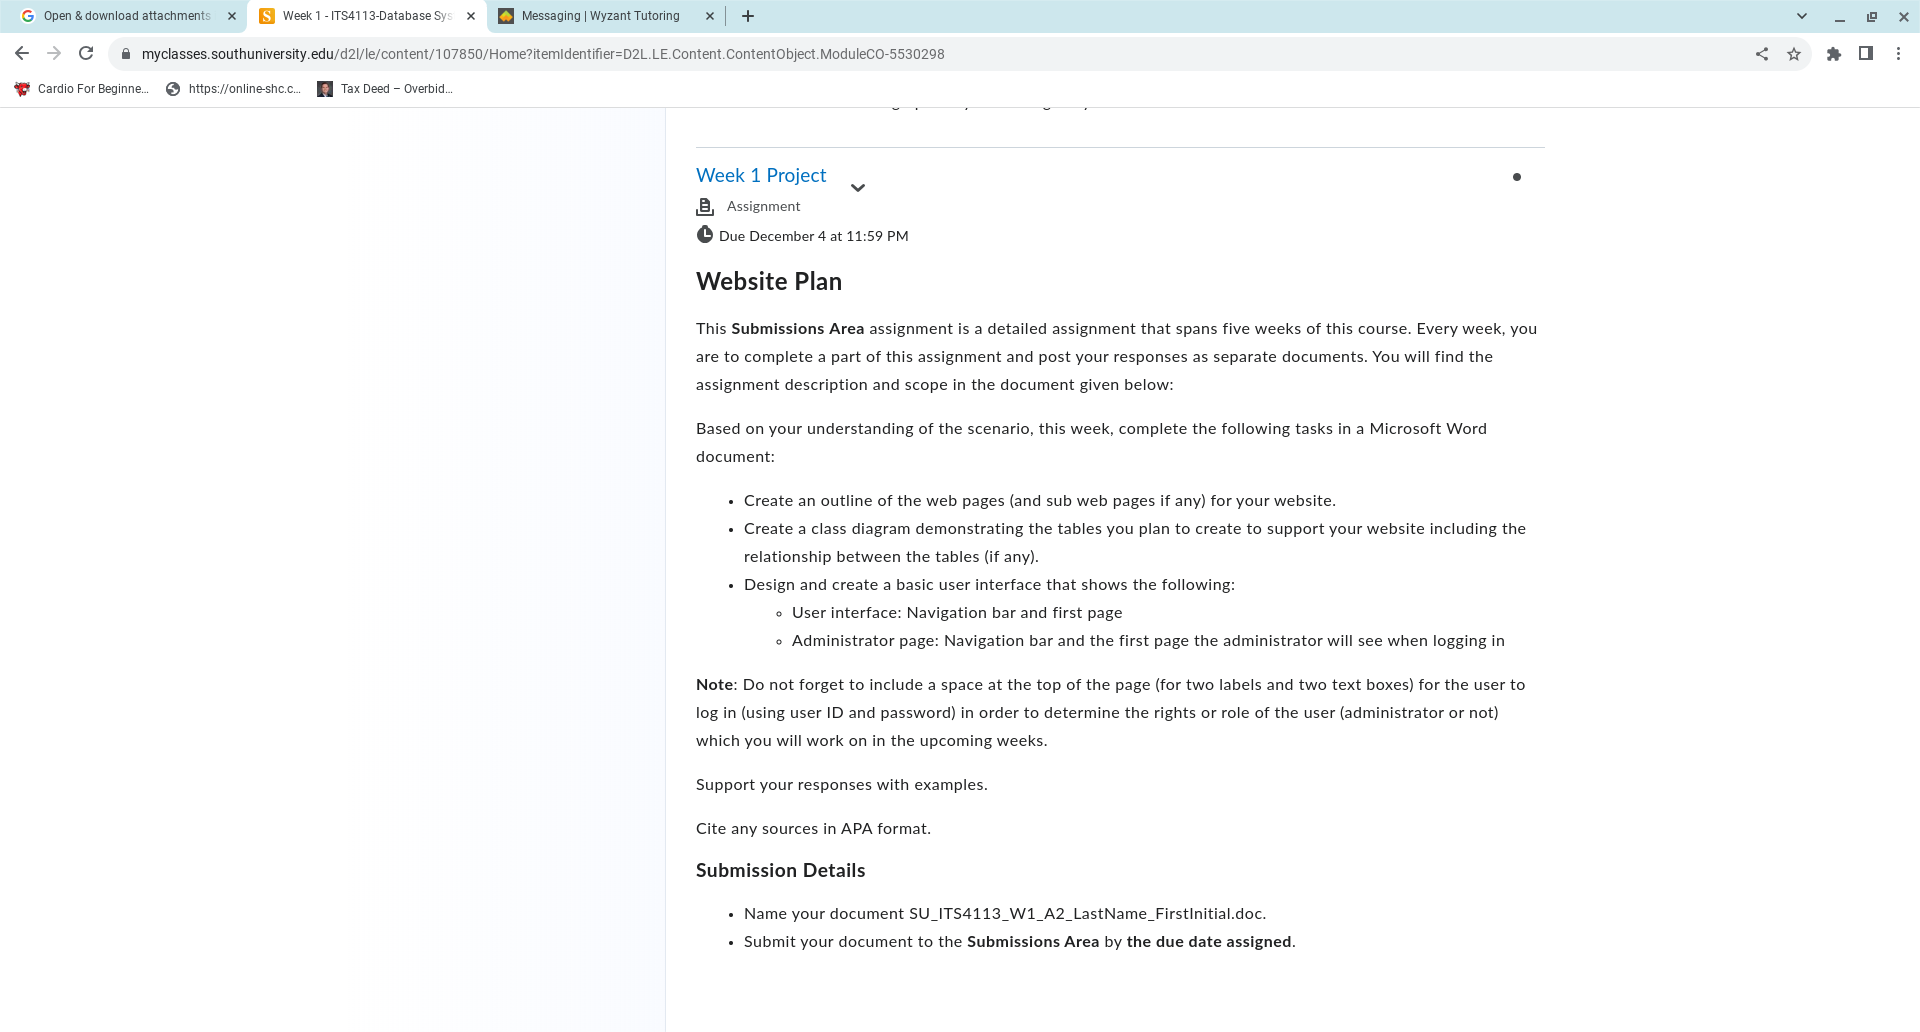 Open & download attachments
Week 1 - ITS4113-Database Sys
Messaging | Wyzant Tutoring
myclasses.southuniversity.edu/d2l/le/content/107850/Home?itemIdentifier=D2L.LE.Content.ContentObject.ModuleCO-5530298
Cardio For Beginne...
https://online-shc.c...
Tax Deed – Overbid...
Week 1 Project
Assignment
Due December 4 at 11:59 PM
Website Plan
This Submissions Area assignment is a detailed assignment that spans five weeks of this course. Every week, you
are to complete a part of this assignment and post your responses as separate documents. You will find the
assignment description and scope in the document given below:
Based on your understanding of the scenario, this week, complete the following tasks in a Microsoft Word
document:
• Create an outline of the web pages (and sub web pages if any) for your website.
• Create a class diagram demonstrating the tables you plan to create to support your website including the
relationship between the tables (if any).
• Design and create a basic user interface that shows the following:
◦ User interface: Navigation bar and first page
◦ Administrator page: Navigation bar and the first page the administrator will see when logging in
Note: Do not forget to include a space at the top of the page (for two labels and two text boxes) for the user to
log in (using user ID and password) in order to determine the rights or role of the user (administrator or not)
which you will work on in the upcoming weeks.
Support your responses with examples.
Cite any sources in APA format.
Submission Details
• Name your document SU_ITS4113_W1_A2_LastName_FirstInitial.doc.
• Submit your document to the Submissions Area by the due date assigned.